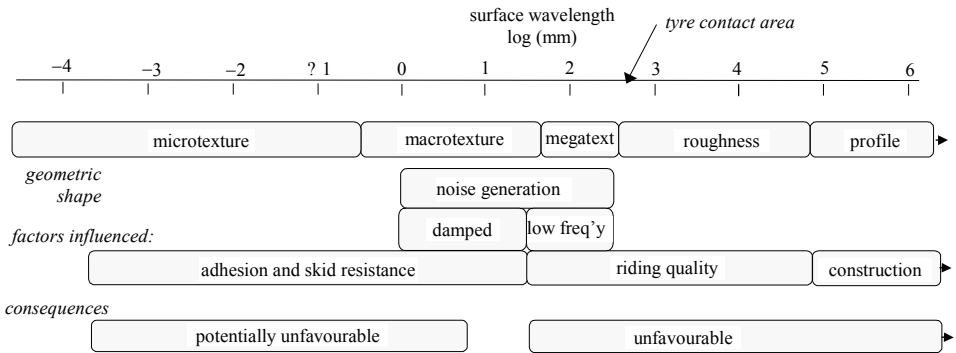 surface wavelength
log (mm)
tyre contact area
−4 −3 −2 ? 1 0 1 2 3 4 5 6
microtexture macrotexture megatext roughness profile
geometric
shape
noise generation
damped low freq'y
factors influenced:
adhesion and skid resistance riding quality construction
consequences
potentially unfavourable unfavourable